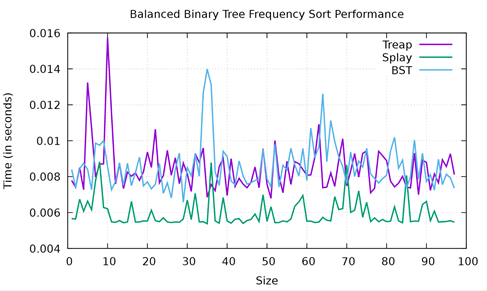 Balanced Binary Tree Frequency Sort Performance
0.016
0.014
0.012
0.01
0.008
0.006
0.004
Time (in seconds)
Treap
Splay
BST
0 10 20 30 40 50 60 70 80 90 100
Size